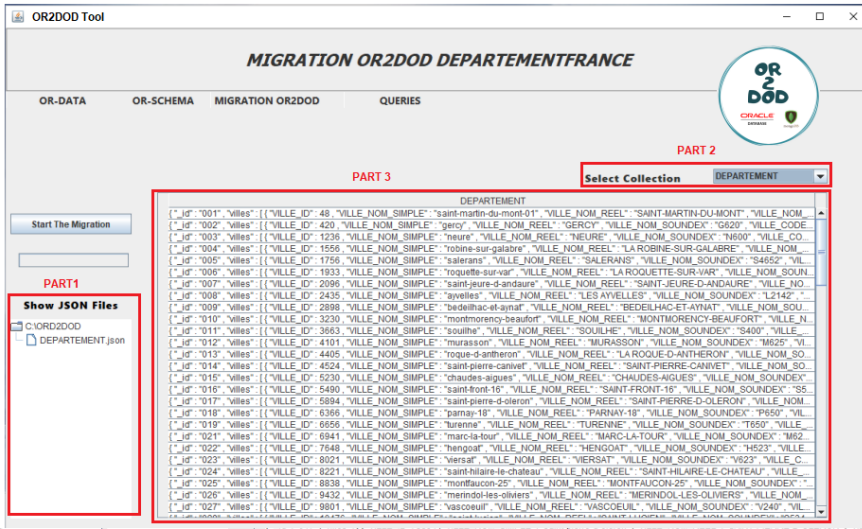 OR2DOD Tool
MIGRATION OR2DOD DEPARTEMENTFRANCE
OR
2
DOD
ORACLE
DATABASE
OR-DATA OR-SCHEMA MIGRATION OR2DOD QUERIES
PART 2
Select Collection DEPARTEMENT
PART 3
DEPARTEMENT
{ "_id" : "001" , "villes" : [ { "VILLE_ID" : 48 , "VILLE_NOM_SIMPLE" : "saint-martin-du-mont-01" , "VILLE_NOM_REEL" : "SAINT-MARTIN-DU-MONT" , "VILLE_NOM_...
{ "_id" : "002" , "villes" : [ { "VILLE_ID" : 420 , "VILLE_NOM_SIMPLE" : "gercy" , "VILLE_NOM_REEL" : "GERCY" , "VILLE_NOM_SOUNDEX" : "G620" , "VILLE_CODE...
{ "_id" : "003" , "villes" : [ { "VILLE_ID" : 1236 , "VILLE_NOM_SIMPLE" : "neure" , "VILLE_NOM_REEL" : "NEURE" , "VILLE_NOM_SOUNDEX" : "N600" , "VILLE_CO...
{ "_id" : "004" , "villes" : [ { "VILLE_ID" : 1556 , "VILLE_NOM_SIMPLE" : "robine-sur-galabre" , "VILLE_NOM_REEL" : "LA ROBINE-SUR-GALABRE" , "VILLE_NOM_...
{ "_id" : "005" , "villes" : [ { "VILLE_ID" : 1756 , "VILLE_NOM_SIMPLE" : "salerans" , "VILLE_NOM_REEL" : "SALERANS" , "VILLE_NOM_SOUNDEX" : "S4652" , "VIL...
{ "_id" : "006" , "villes" : [ { "VILLE_ID" : 1933 , "VILLE_NOM_SIMPLE" : "roquette-sur-var" , "VILLE_NOM_REEL" : "LA ROQUETTE-SUR-VAR" , "VILLE_NOM_SOUN...
{ "_id" : "007" , "villes" : [ { "VILLE_ID" : 2096 , "VILLE_NOM_SIMPLE" : "saint-jeure-d-andaure" , "VILLE_NOM_REEL" : "SAINT-JEURE-D-ANDAURE" , "VILLE_NO...
{ "_id" : "008" , "villes" : [ { "VILLE_ID" : 2435 , "VILLE_NOM_SIMPLE" : "ayvelles" , "VILLE_NOM_REEL" : "LES AYVELLES" , "VILLE_NOM_SOUNDEX" : "L2142" , "...
{ "_id" : "009" , "villes" : [ { "VILLE_ID" : 2898 , "VILLE_NOM_SIMPLE" : "bedeilhac-et-aynat" , "VILLE_NOM_REEL" : "BEDEILHAC-ET-AYNAT" , "VILLE_NOM_SOU...
{ "_id" : "010" , "villes" : [ { "VILLE_ID" : 3230 , "VILLE_NOM_SIMPLE" : "montmorency-beaufort" , "VILLE_NOM_REEL" : "MONTMORENCY-BEAUFORT" , "VILLE_N...
{ "_id" : "011" , "villes" : [ { "VILLE_ID" : 3663 , "VILLE_NOM_SIMPLE" : "souilhe" , "VILLE_NOM_REEL" : "SOUILHE" , "VILLE_NOM_SOUNDEX" : "S400" , "VILLE_...
{ "_id" : "012" , "villes" : [ { "VILLE_ID" : 4101 , "VILLE_NOM_SIMPLE" : "murasson" , "VILLE_NOM_REEL" : "MURASSON" , "VILLE_NOM_SOUNDEX" : "M625" , "VI...
{ "_id" : "013" , "villes" : [ { "VILLE_ID" : 4405 , "VILLE_NOM_SIMPLE" : "roque-d-antheron" , "VILLE_NOM_REEL" : "LA ROQUE-D-ANTHERON" , "VILLE_NOM_SO...
{ "_id" : "014" , "villes" : [ { "VILLE_ID" : 4524 , "VILLE_NOM_SIMPLE" : "saint-pierre-canivet" , "VILLE_NOM_REEL" : "SAINT-PIERRE-CANIVET" , "VILLE_NOM_SO...
{ "_id" : "015" , "villes" : [ { "VILLE_ID" : 5230 , "VILLE_NOM_SIMPLE" : "chaudes-aigues" , "VILLE_NOM_REEL" : "CHAUDES-AIGUES" , "VILLE_NOM_SOUNDEX"...
{ "_id" : "016" , "villes" : [ { "VILLE_ID" : 5490 , "VILLE_NOM_SIMPLE" : "saint-front-16" , "VILLE_NOM_REEL" : "SAINT-FRONT-16" , "VILLE_NOM_SOUNDEX" : "S5...
{ "_id" : "017" , "villes" : [ { "VILLE_ID" : 5894 , "VILLE_NOM_SIMPLE" : "saint-pierre-d-oleron" , "VILLE_NOM_REEL" : "SAINT-PIERRE-D-OLERON" , "VILLE_NOM...
{ "_id" : "018" , "villes" : [ { "VILLE_ID" : 6366 , "VILLE_NOM_SIMPLE" : "parnay-18" , "VILLE_NOM_REEL" : "PARNAY-18" , "VILLE_NOM_SOUNDEX" : "P650" , "VIL...
{ "_id" : "019" , "villes" : [ { "VILLE_ID" : 6656 , "VILLE_NOM_SIMPLE" : "turenne" , "VILLE_NOM_REEL" : "TURENNE" , "VILLE_NOM_SOUNDEX" : "T650" , "VILLE_...
{ "_id" : "021" , "villes" : [ { "VILLE_ID" : 6941 , "VILLE_NOM_SIMPLE" : "marc-la-tour" , "VILLE_NOM_REEL" : "MARC-LA-TOUR" , "VILLE_NOM_SOUNDEX" : "M62...
{ "_id" : "022" , "villes" : [ { "VILLE_ID" : 7648 , "VILLE_NOM_SIMPLE" : "hengoat" , "VILLE_NOM_REEL" : "HENGOAT" , "VILLE_NOM_SOUNDEX" : "H523" , "VILLE...
{ "_id" : "023" , "villes" : [ { "VILLE_ID" : 8021 , "VILLE_NOM_SIMPLE" : "viersat" , "VILLE_NOM_REEL" : "VIERSAT" , "VILLE_NOM_SOUNDEX" : "V623" , "VILLE_C...
{ "_id" : "024" , "villes" : [ { "VILLE_ID" : 8221 , "VILLE_NOM_SIMPLE" : "saint-hilaire-le-chateau" , "VILLE_NOM_REEL" : "SAINT-HILAIRE-LE-CHATEAU" , "VILLE_...
{ "_id" : "025" , "villes" : [ { "VILLE_ID" : 8838 , "VILLE_NOM_SIMPLE" : "montfaucon-25" , "VILLE_NOM_REEL" : "MONTFAUCON-25" , "VILLE_NOM_SOUNDEX" : ...
{ "_id" : "026" , "villes" : [ { "VILLE_ID" : 9432 , "VILLE_NOM_SIMPLE" : "merindol-les-oliviers" , "VILLE_NOM_REEL" : "MERINDOL-LES-OLIVIERS" , "VILLE_NOM...
{ "_id" : "027" , "villes" : [ { "VILLE_ID" : 9801 , "VILLE_NOM_SIMPLE" : "vascoeuil" , "VILLE_NOM_REEL" : "VASCOEUIL" , "VILLE_NOM_SOUNDEX" : "V240" , "VIL...
Start The Migration
PART1
Show JSON Files
C:\ORD2DOD
DEPARTEMENT.json